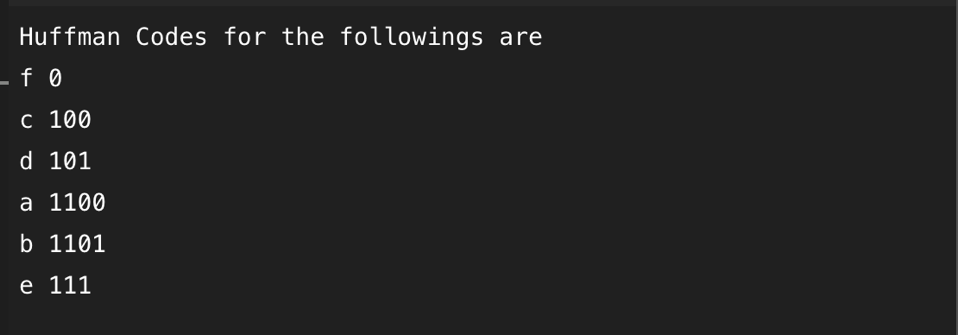 Huffman Codes for the followings are
f 0
c 100
d 101
a 1100
b 1101
e 111